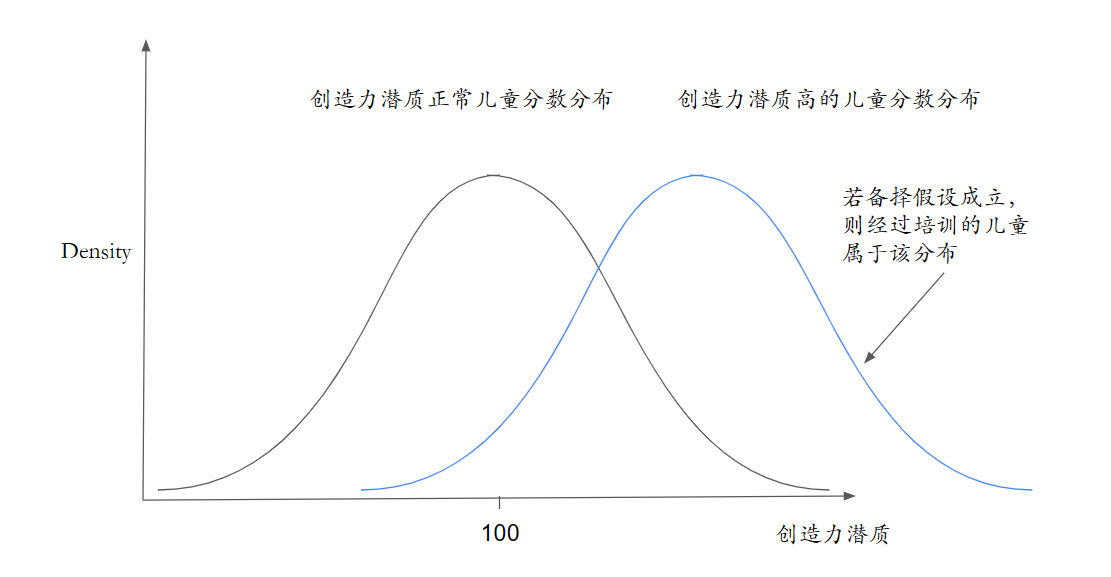 创造力潜质正常儿童分数分布
创造力潜质高的儿童分数分布
若备择假设成立，
则经过培训的儿童
属于该分布
Density
100
创造力潜质